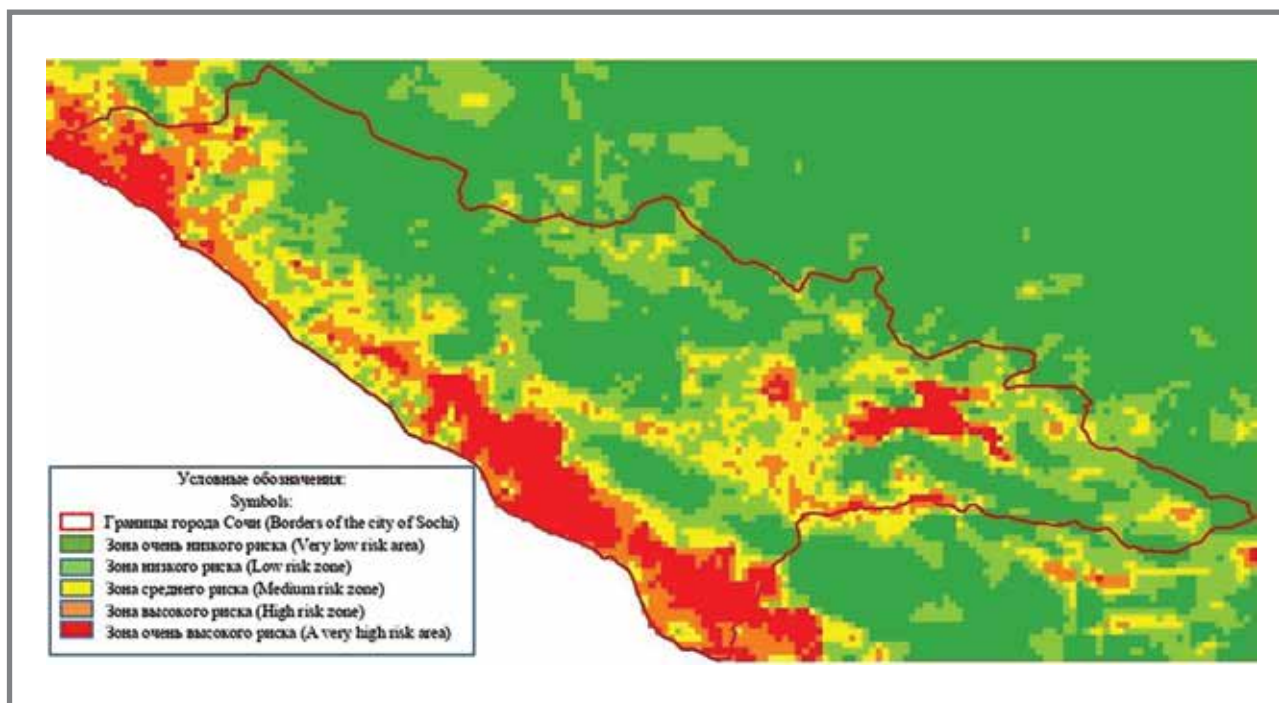 Условные обозначения:
Symbols:
Границы города Сочи (Borders of the city of Sochi)
Зона очень низкого риска (Very low risk area)
Зона низкого риска (Low risk zone)
Зона среднего риска (Medium risk zone)
Зона высокого риска (High risk zone)
Зона очень высокого риска (A very high risk area)